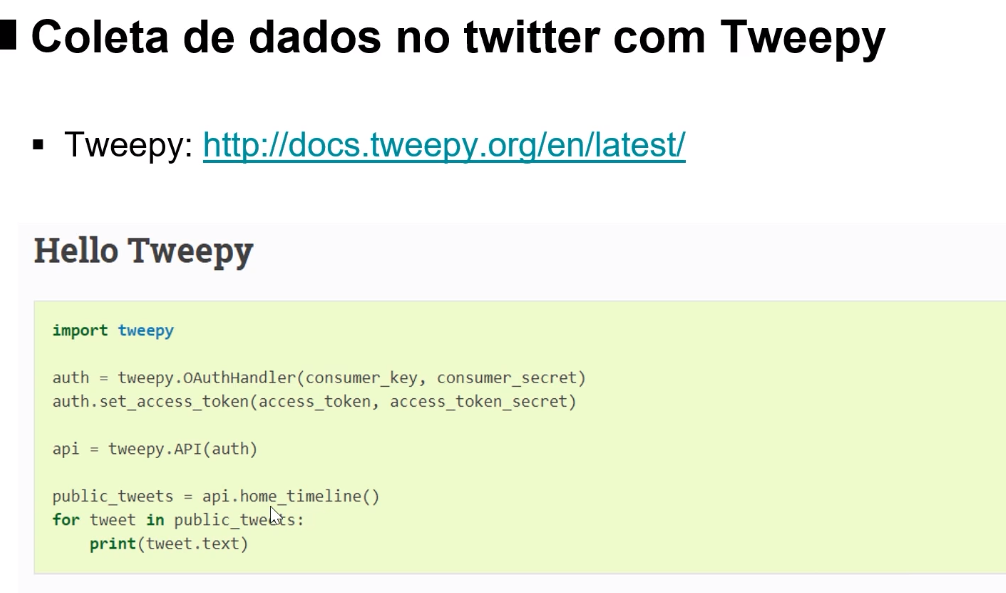 Coleta de dados no twitter com Tweepy
Tweepy: http://docs.tweepy.org/en/latest/
Hello Tweepy
import tweepy
auth = tweepy.OAuthHandler(consumer_key, consumer_secret)
auth.set_access_token(access_token, access_token_secret)
api = tweepy.API(auth)
public_tweets = api.home_timeline()
for tweet in public_tweets:
    print(tweet.text)